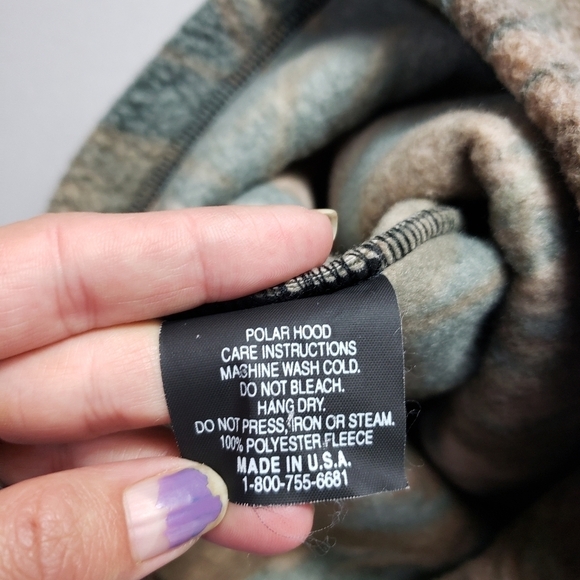 POLAR HOOD
CARE INSTRUCTIONS
MACHINE WASH COLD.
DO NOT BLEACH.
HANG DRY.
DO NOT PRESS, IRON OR STEAM.
100% POLYESTER FLEECE
MADE IN U.S.A.
1-800-755-6681